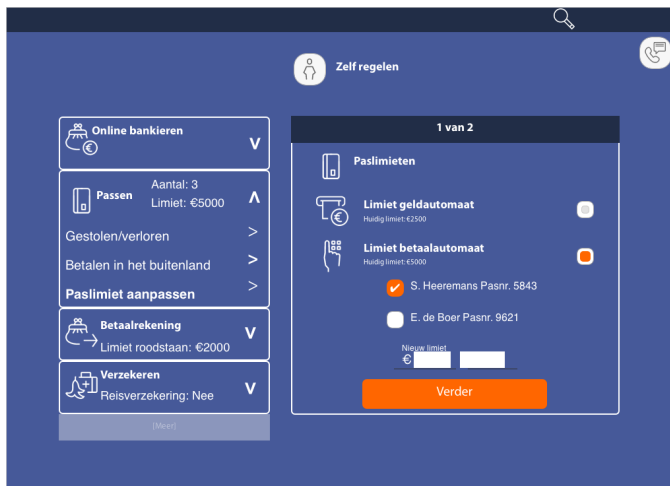 Zelf regelen
Online bankieren
V
Passen
Aantal: 3
Limiet: €5000
Λ
Gestolen/verloren >
Betalen in het buitenland >
Paslimiet aanpassen >
Betaalrekening
Limiet roodstaan: €2000
V
Verzekeren
Reisverzekering: Nee
V
[Meer]
1 van 2
Paslimieten
Limiet geldautomaat
Huidig limiet: €2500
Limiet betaalautomaat
Huidig limiet: €5000
S. Heeremans Pasnr. 5843
E. de Boer Pasnr. 9621
Nieuw limiet
€
Verder